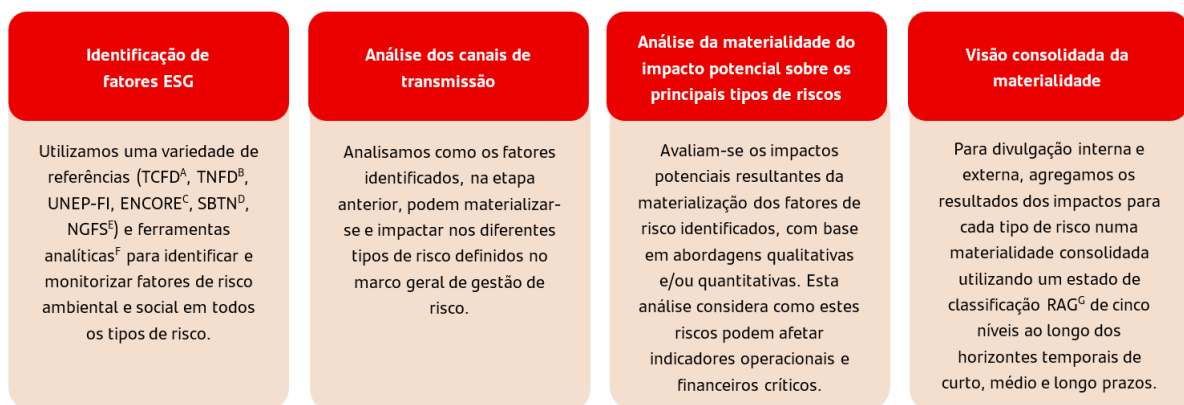 Identificação de
fatores ESG
Utilizamos uma variedade de
referências (TCFDᴬ, TNFDᴮ,
UNEP-FI, ENCOREᶜ, SBTNᴰ,
NGFSᴱ) e ferramentas
analíticasᶠ para identificar e
monitorizar fatores de risco
ambiental e social em todos
os tipos de risco.
Análise dos canais de
transmissão
Analisamos como os fatores
identificados, na etapa
anterior, podem materializar-
se e impactar nos diferentes
tipos de risco definidos no
marco geral de gestão de
risco.
Análise da materialidade do
impacto potencial sobre os
principais tipos de riscos
Avaliam-se os impactos
potenciais resultantes da
materialização dos fatores de
risco identificados, com base
em abordagens qualitativas
e/ou quantitativas. Esta
análise considera como estes
riscos podem afetar
indicadores operacionais e
financeiros críticos.
Visão consolidada da
materialidade
Para divulgação interna e
externa, agregamos os
resultados dos impactos para
cada tipo de risco numa
materialidade consolidada
utilizando um estado de
classificação RAGᴳ de cinco
níveis ao longo dos
horizontes temporais de
curto, médio e longo prazos.